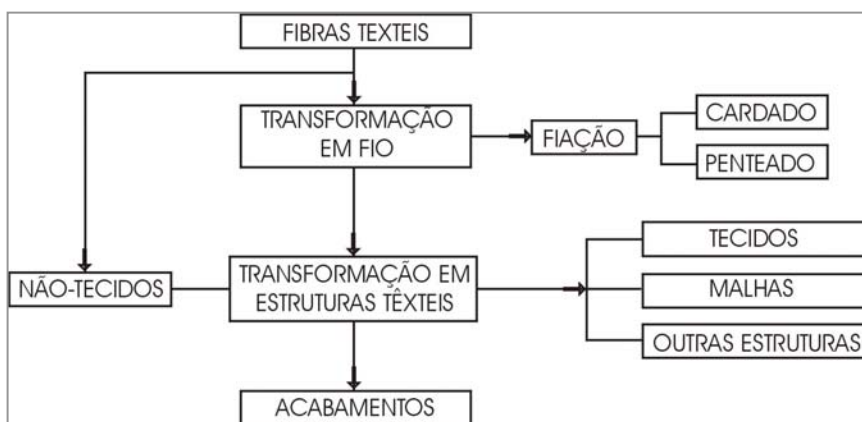 FIBRAS TEXTEIS
TRANSFORMAÇÃO
EM FIO
FIAÇÃO
CARDADO
PENTEADO
NÃO-TECIDOS
TRANSFORMAÇÃO EM
ESTRUTURAS TÊXTEIS
TECIDOS
MALHAS
OUTRAS ESTRUTURAS
ACABAMENTOS